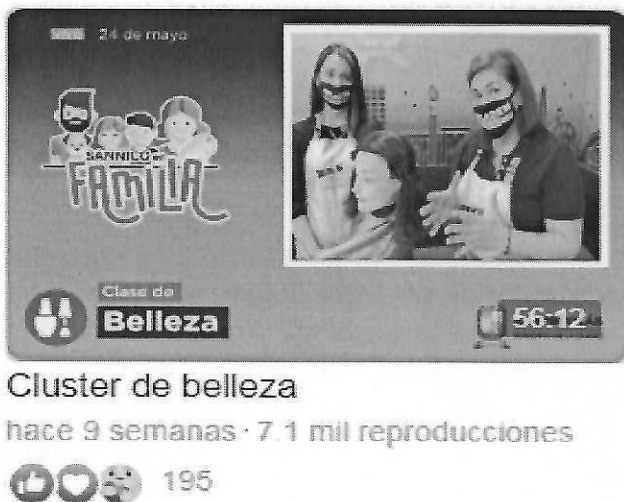 24 de mayo
SANNICO
FAMILIA
Clase de
Belleza
56:12
Cluster de belleza
hace 9 semanas · 7.1 mil reproducciones
195